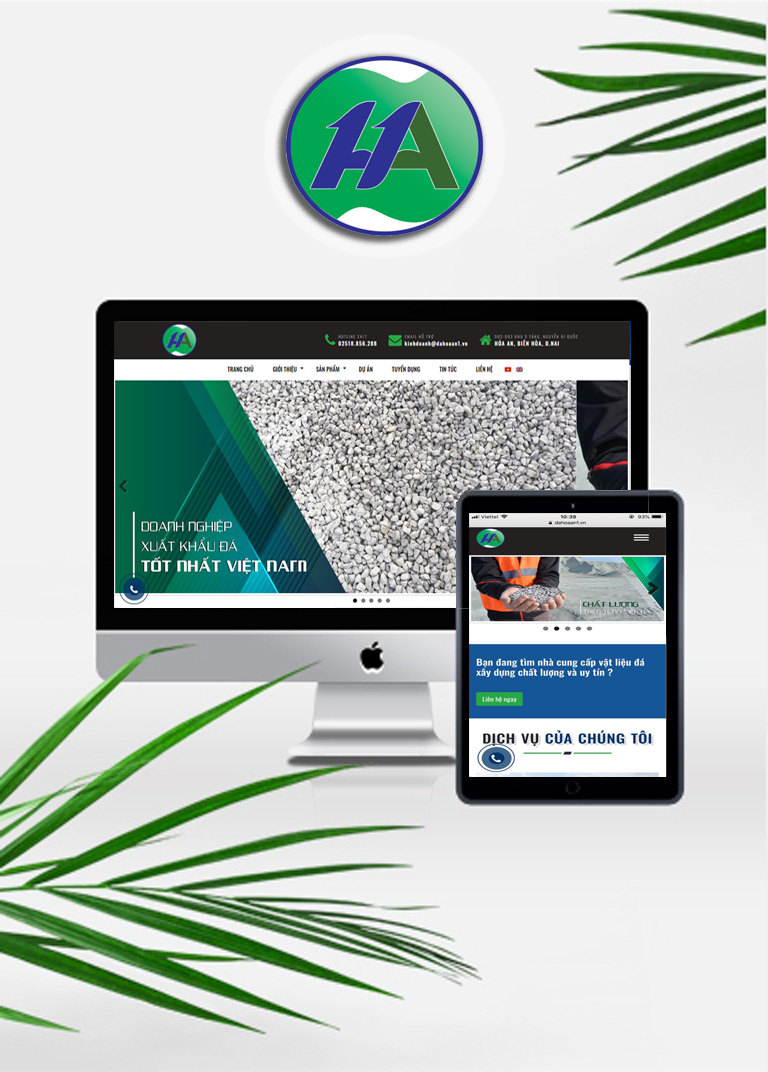 HA
HA
HOTLINE 24/7
02518.856.288
EMAIL HỖ TRỢ
kinhdoanh@dahoaan1.vn
HÓA AN, BIÊN HÒA, Đ.NAI
TRANG CHỦ
GIỚI THIỆU
SẢN PHẨM
DỰ ÁN
TUYỂN DỤNG
TIN TỨC
LIÊN HỆ
DOANH NGHIỆP
XUẤT KHẨU ĐÁ
TỐT NHẤT VIỆT NAM
Viettel
10:39
93%
dahoaan1.vn
HA
CHẤT LƯỢNG
Bạn đang tìm nhà cung cấp vật liệu đá
xây dựng chất lượng và uy tín ?
Liên hệ ngay
DỊCH VỤ CỦA CHÚNG TÔI